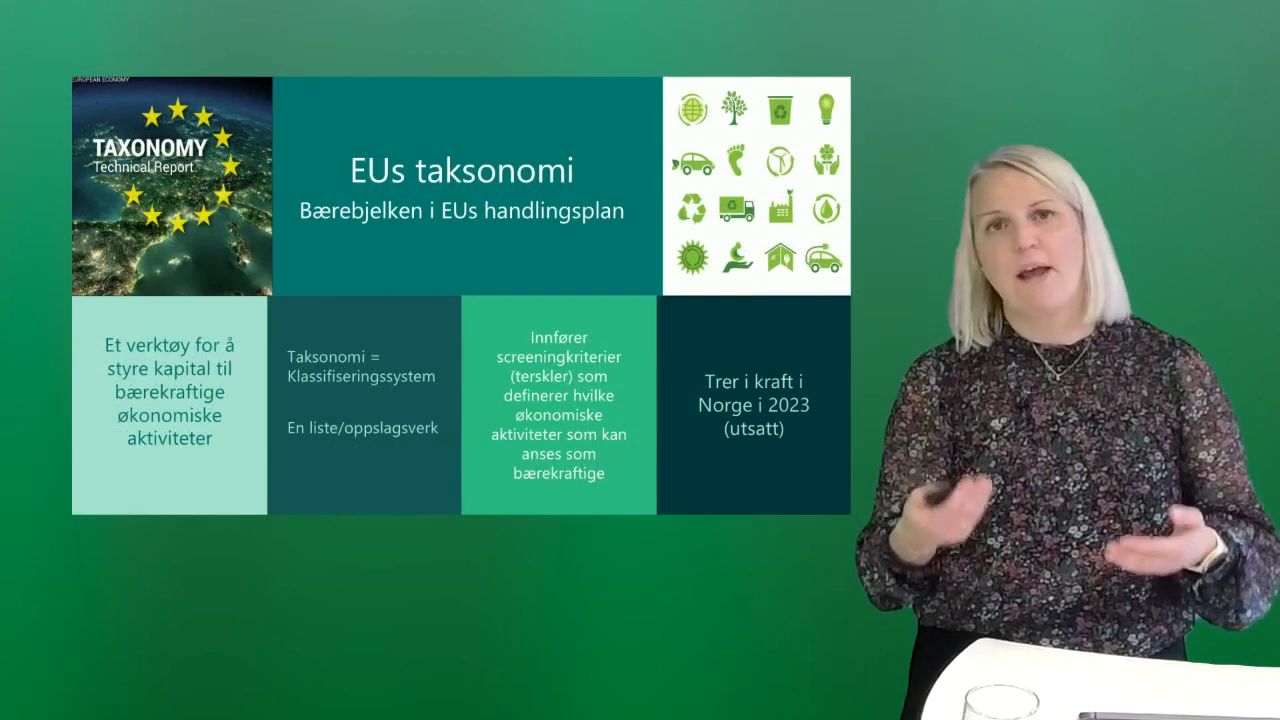 EUROPEAN ECONOMY
TAXONOMY
Technical Report
EUs taksonomi
Bærebjelken i EUs handlingsplan
Et verktøy for å
styre kapital til
bærekraftige
økonomiske
aktiviteter
Taksonomi =
Klassifiseringssystem
En liste/oppslagsverk
Innfører
screeningkriterier
(terskler) som
definerer hvilke
økonomiske
aktiviteter som kan
anses som
bærekraftige
Trer i kraft i
Norge i 2023
(utsatt)